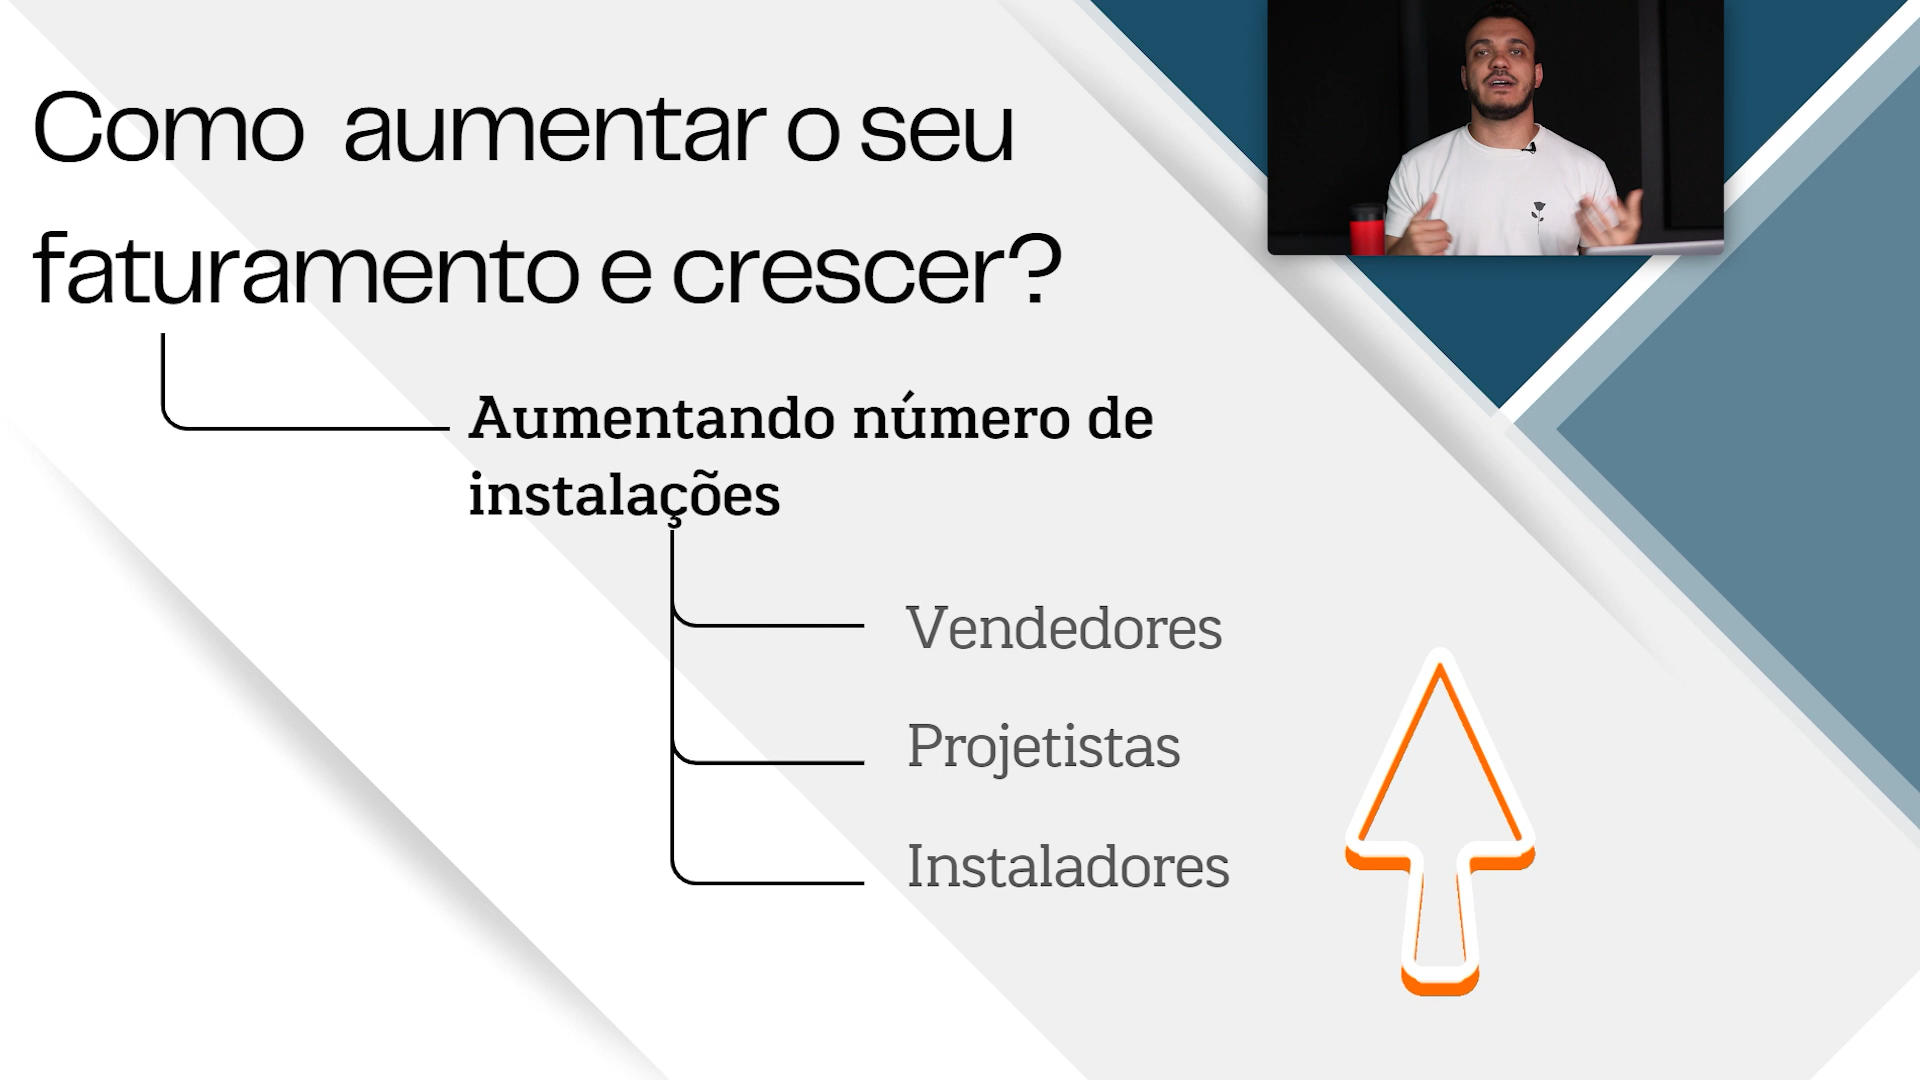 Como aumentar o seu
faturamento e crescer?
Aumentando número de
instalações
Vendedores
Projetistas
Instaladores